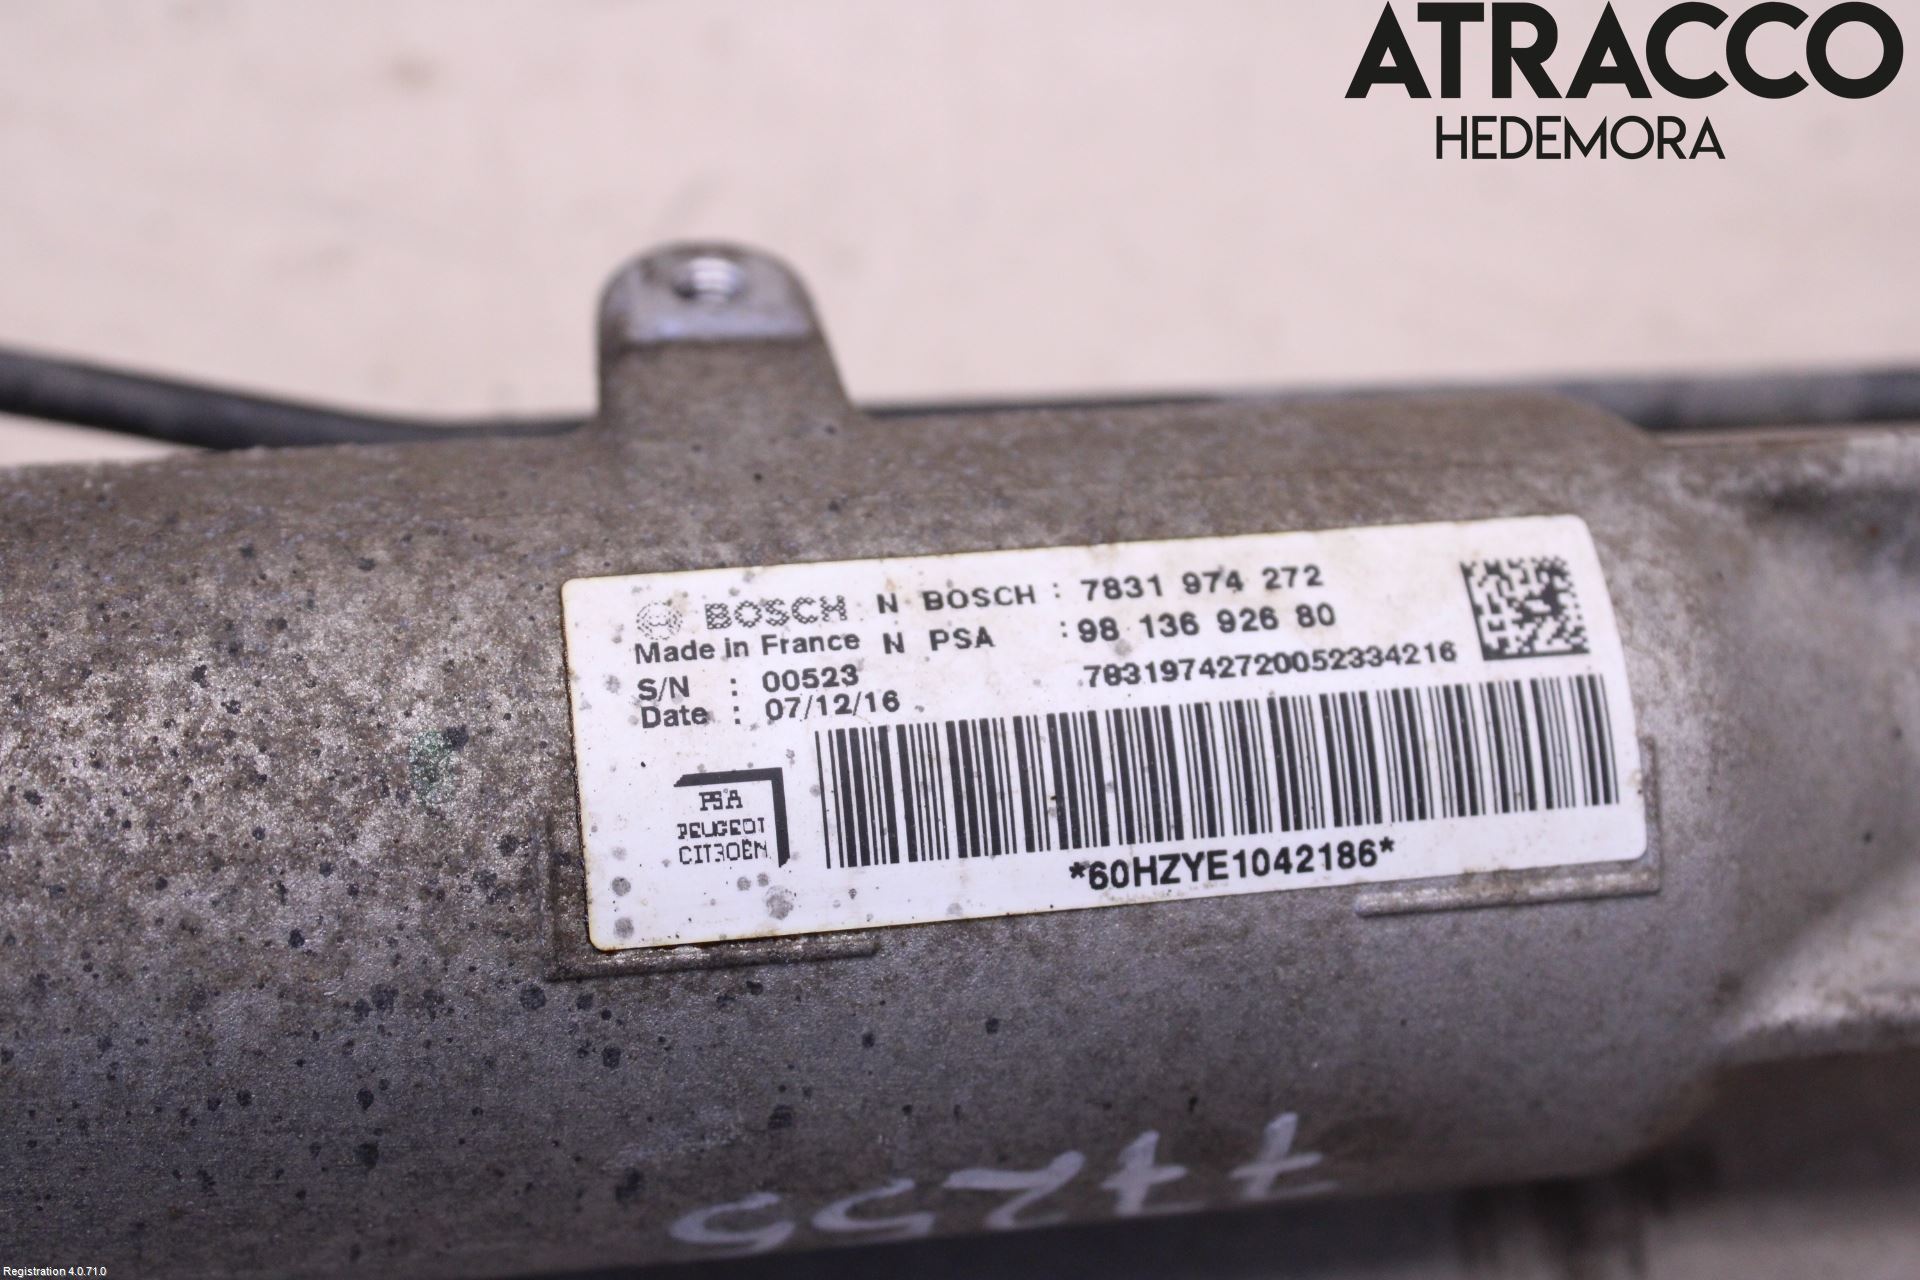 ATRACCO
HEDEMORA
BOSCH N BOSCH : 7831 974 272
Made in France N PSA : 98 136 926 80
S/N : 00523 78319742720052334216
Date : 07/12/16
PSA
PEUGEOT
CITROËN
*60HZYE1042186*
Registration 4.0.71.0